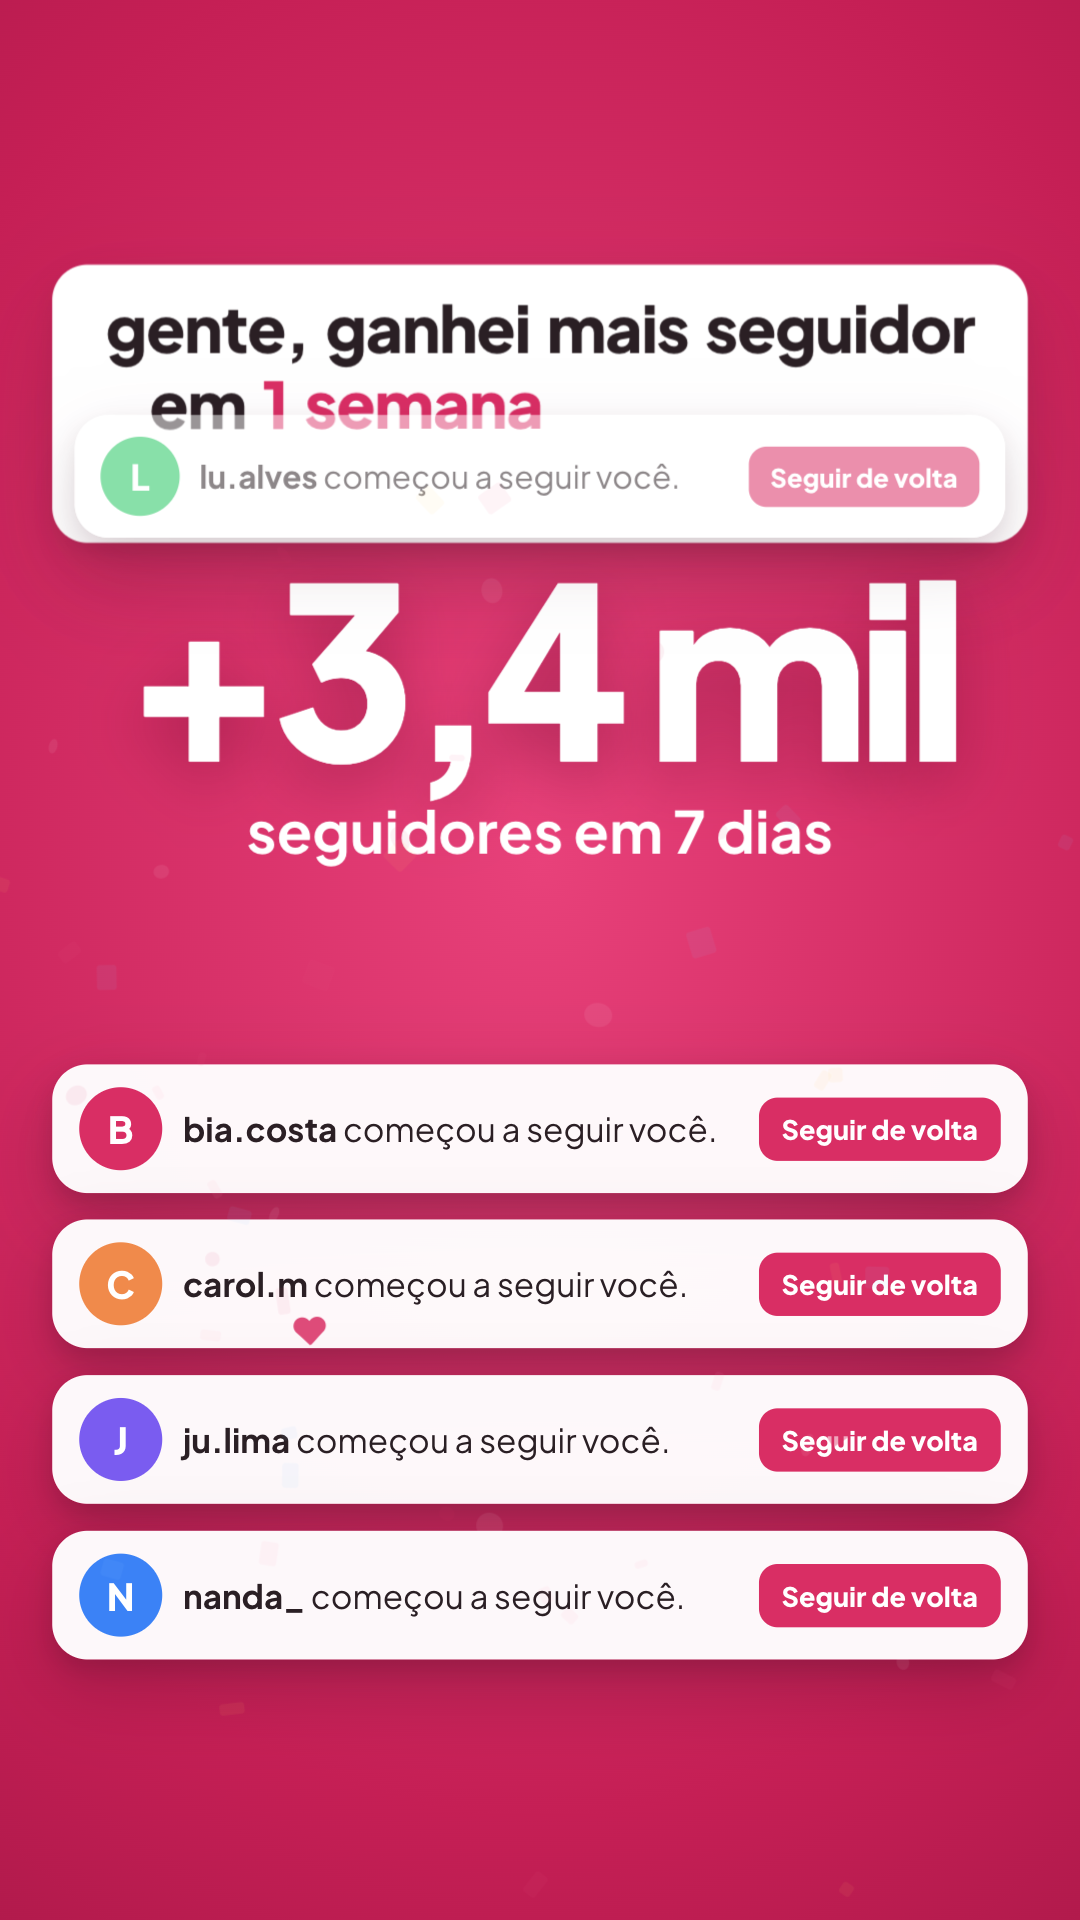 gente, ganhei mais seguidor
em 1 semana
L
lu.alves começou a seguir você.
Seguir de volta
+3,4 mil
seguidores em 7 dias
B
bia.costa começou a seguir você.
Seguir de volta
C
carol.m começou a seguir você.
Seguir de volta
J
ju.lima começou a seguir você.
Seguir de volta
N
nanda_ começou a seguir você.
Seguir de volta